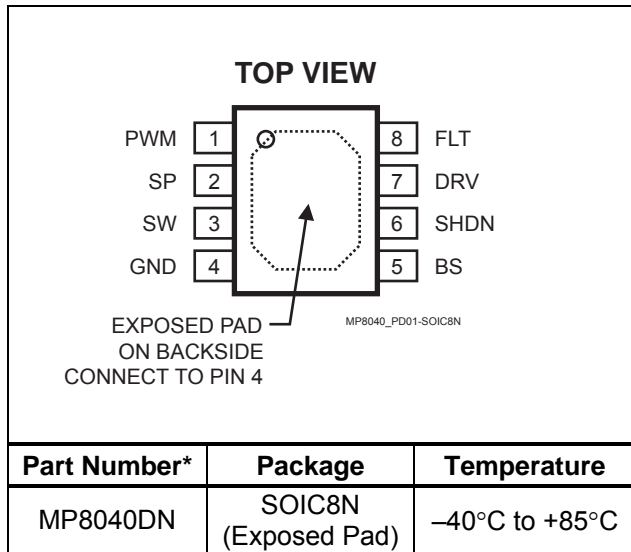 TOP VIEW
PWM 1 8 FLT
SP 2 7 DRV
SW 3 6 SHDN
GND 4 5 BS
EXPOSED PAD
ON BACKSIDE
CONNECT TO PIN 4
MP8040_PD01-SOIC8N
Part Number* Package Temperature
MP8040DN SOIC8N
(Exposed Pad) –40°C to +85°C